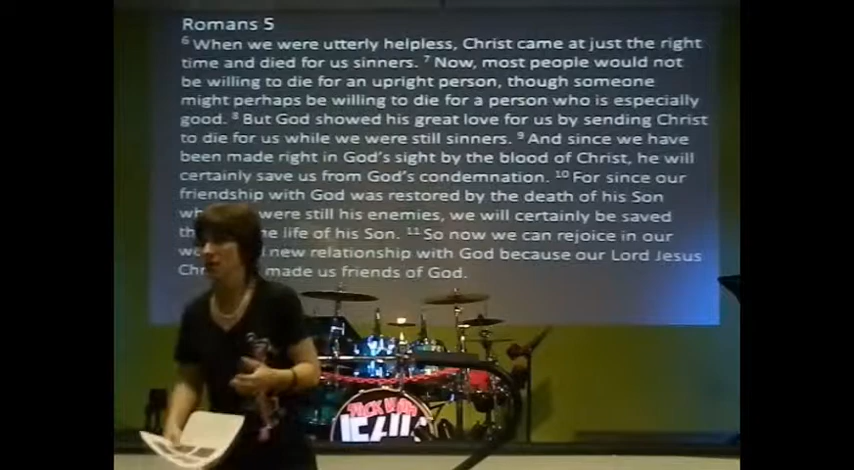 Romans 5
6 When we were utterly helpless, Christ came at just the right
time and died for us sinners. 7 Now, most people would not
be willing to die for an upright person, though someone
might perhaps be willing to die for a person who is especially
good. 8 But God showed his great love for us by sending Christ
to die for us while we were still sinners. 9 And since we have
been made right in God's sight by the blood of Christ, he will
certainly save us from God's condemnation. 10 For since our
friendship with God was restored by the death of his Son
were still his enemies, we will certainly be saved
life of his Son. 11 So now we can rejoice in our
new relationship with God because our Lord Jesus
Christ made us friends of God.